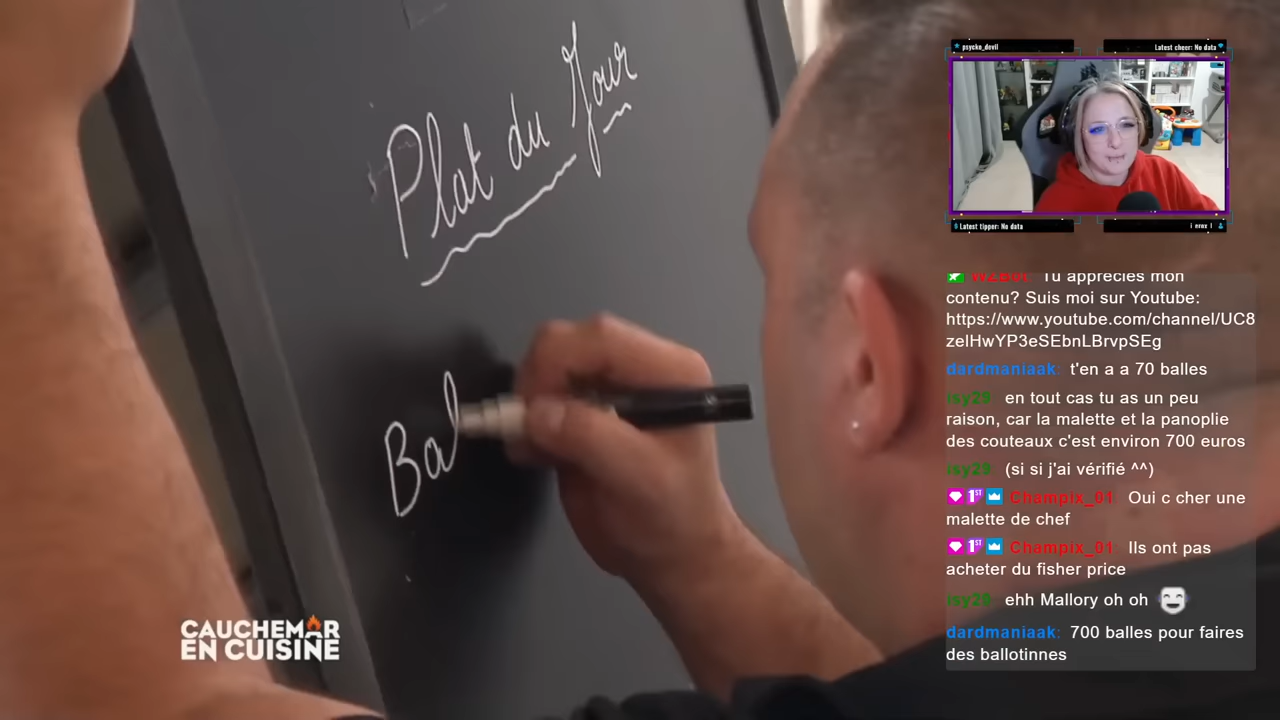 Plat du Jour
Bal
CAUCHEMAR
EN CUISINE
psycko_devil
Latest cheer: No data
Latest tipper: No data
Tu apprécies mon
contenu? Suis moi sur Youtube:
https://www.youtube.com/channel/UC8
zelHwYP3eSEbnLBrvpSEg
dardmaniaak: t'en a a 70 balles
isy29 en tout cas tu as un peu
raison, car la malette et la panoplie
des couteaux c'est environ 700 euros
isy29 (si si j'ai vérifié ^^)
1ST Champix_01: Oui c cher une
malette de chef
1ST Champix_01: Ils ont pas
acheter du fisher price
isy29 ehh Mallory oh oh
dardmaniaak: 700 balles pour faires
des ballotinnes